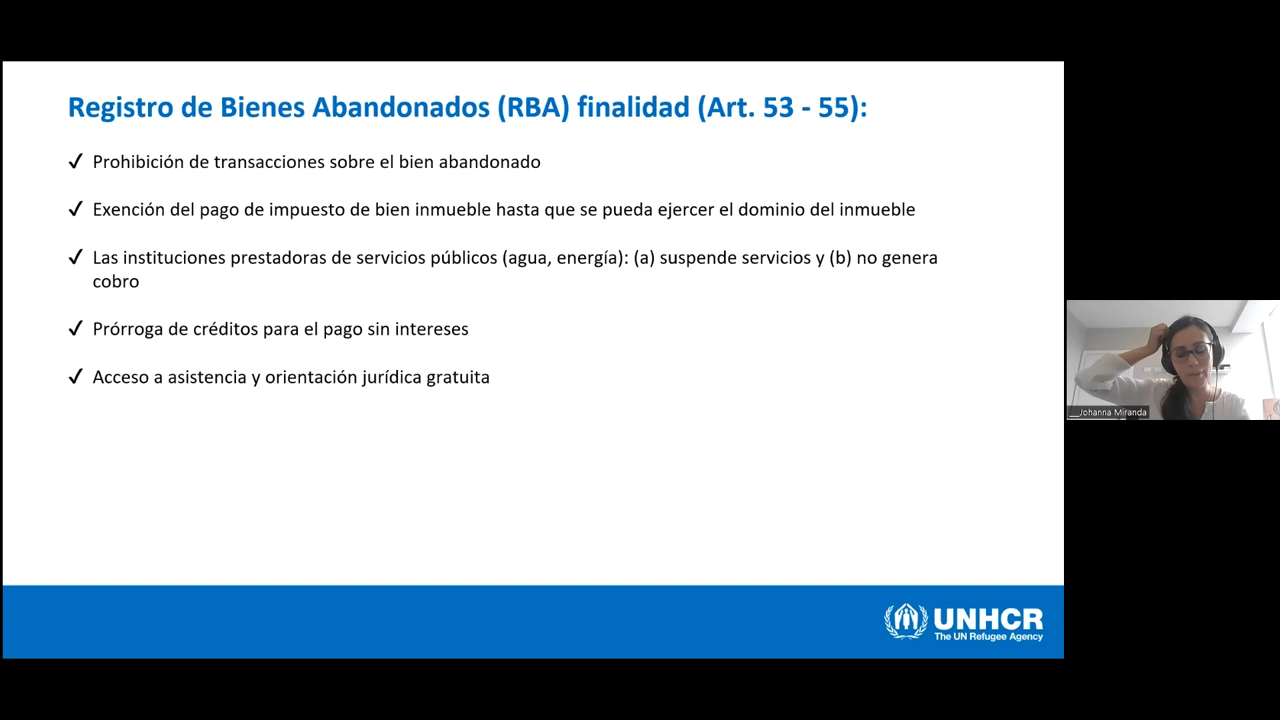 Registro de Bienes Abandonados (RBA) finalidad (Art. 53 - 55):
✓ Prohibición de transacciones sobre el bien abandonado
✓ Exención del pago de impuesto de bien inmueble hasta que se pueda ejercer el dominio del inmueble
✓ Las instituciones prestadoras de servicios públicos (agua, energía): (a) suspende servicios y (b) no genera
cobro
✓ Prórroga de créditos para el pago sin intereses
✓ Acceso a asistencia y orientación jurídica gratuita
__Johanna Miranda
UNHCR
The UN Refugee Agency